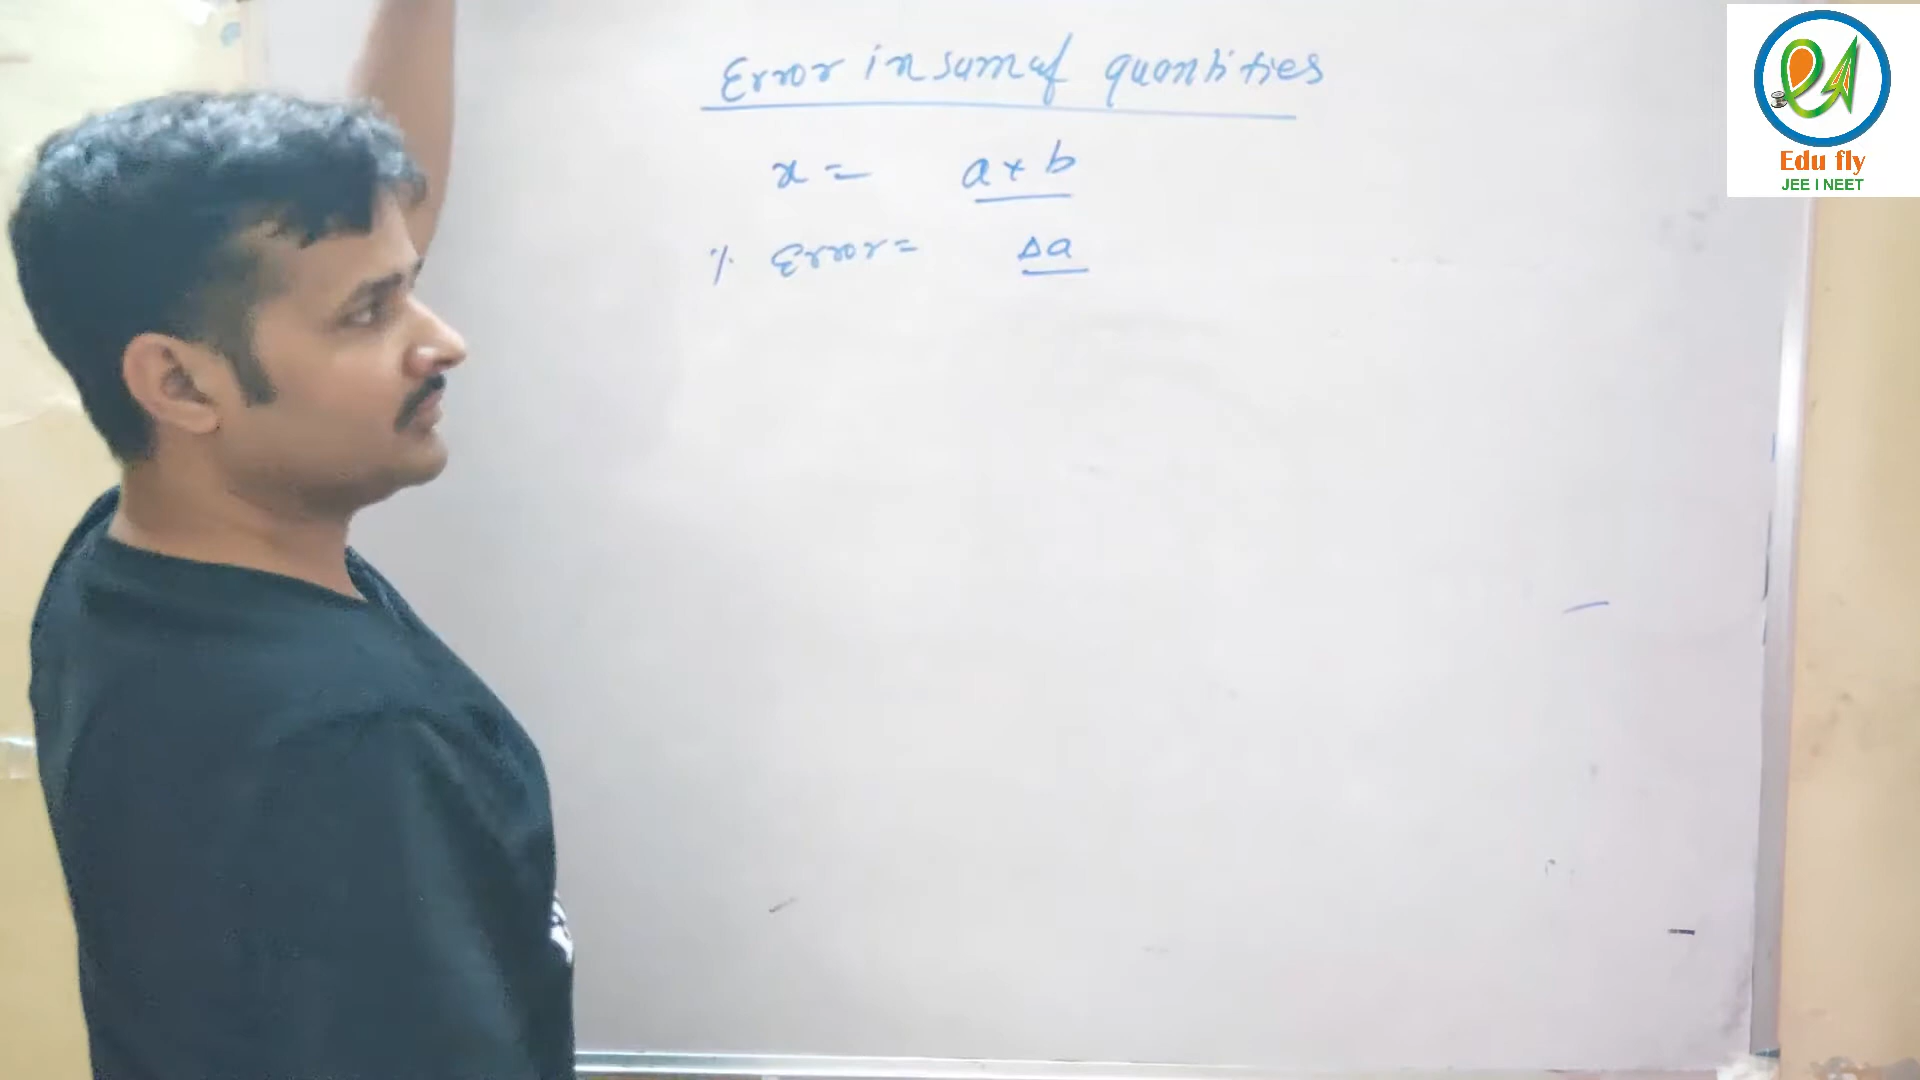 Error in sum of quantities
x = a + b
% Error = Δa
Edu fly
JEE | NEET